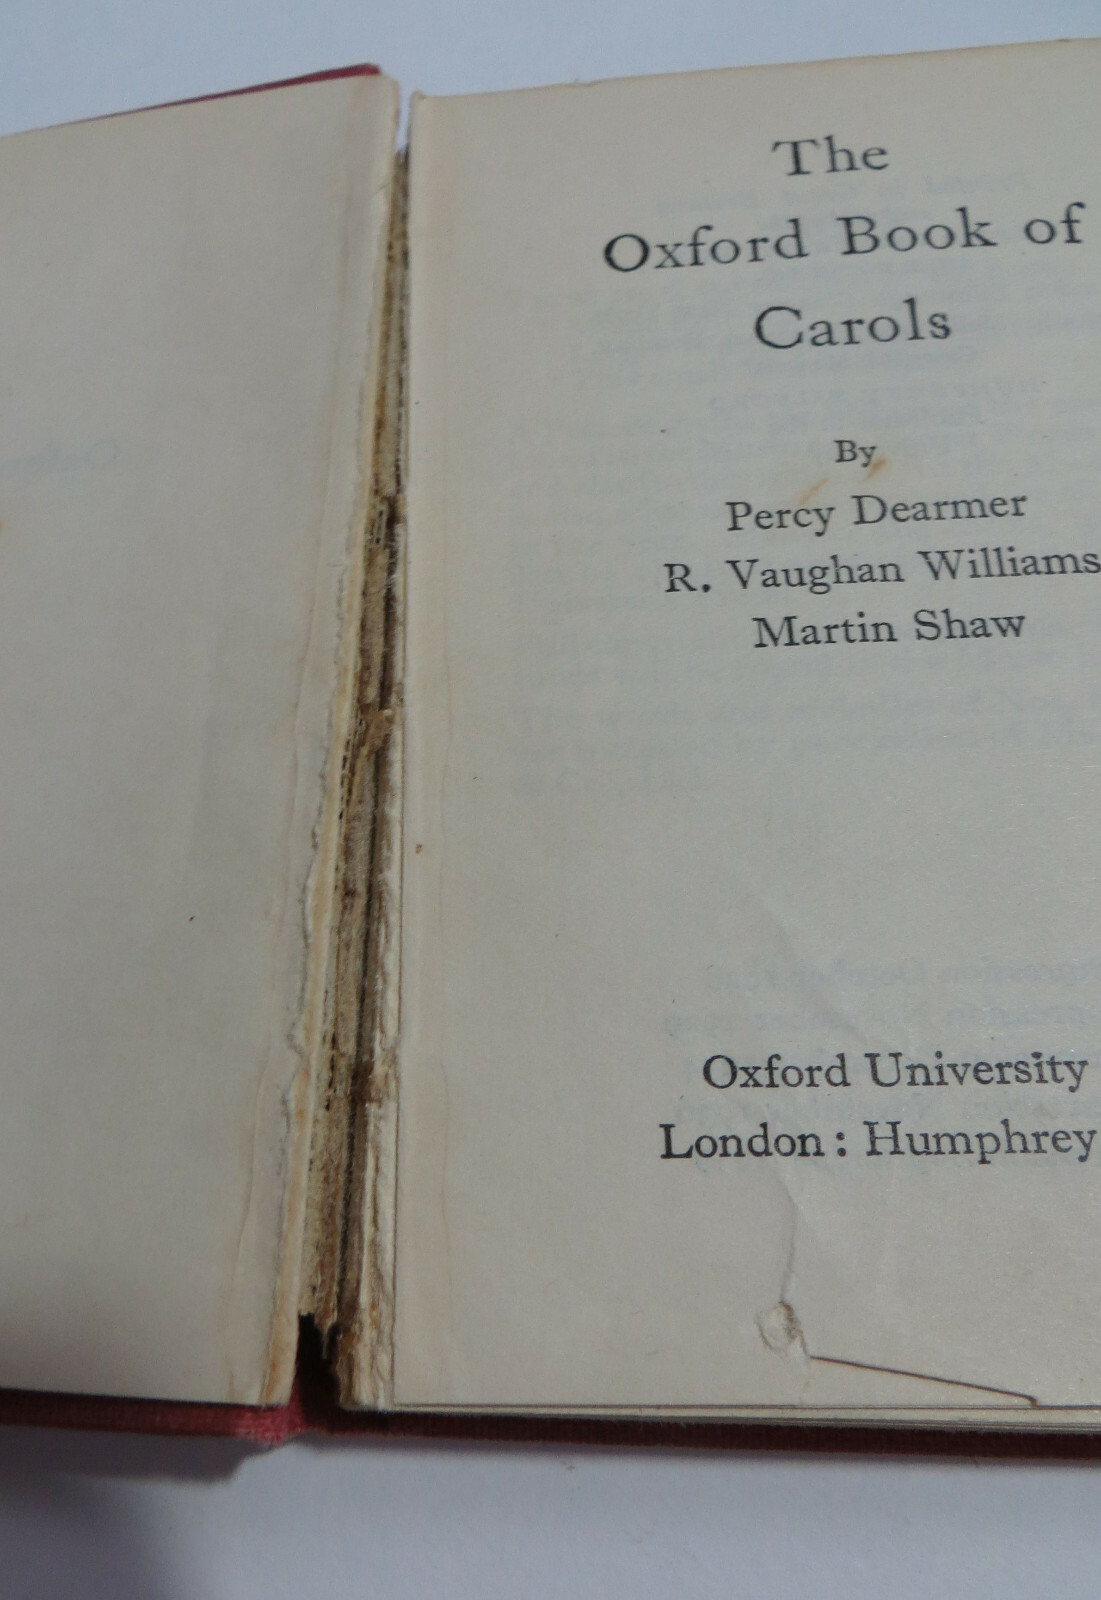 The
Oxford Book of
Carols
By
Percy Dearmer
R. Vaughan Williams
Martin Shaw
Oxford University
London: Humphrey